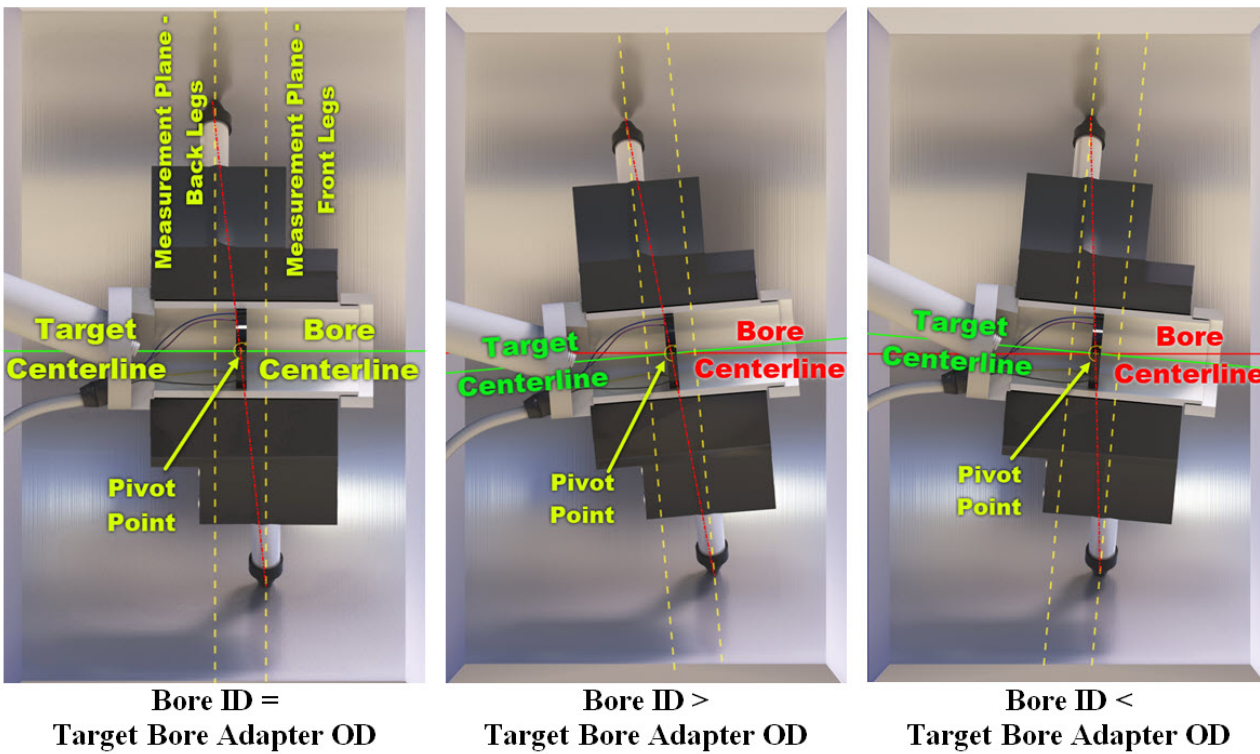 Measurement Plane -
Back Legs
Measurement Plane -
Front Legs
Target
Centerline
Bore
Centerline
Pivot
Point
Bore ID =
Target Bore Adapter OD
Target
Centerline
Bore
Centerline
Pivot
Point
Bore ID >
Target Bore Adapter OD
Target
Centerline
Bore
Centerline
Pivot
Point
Bore ID <
Target Bore Adapter OD